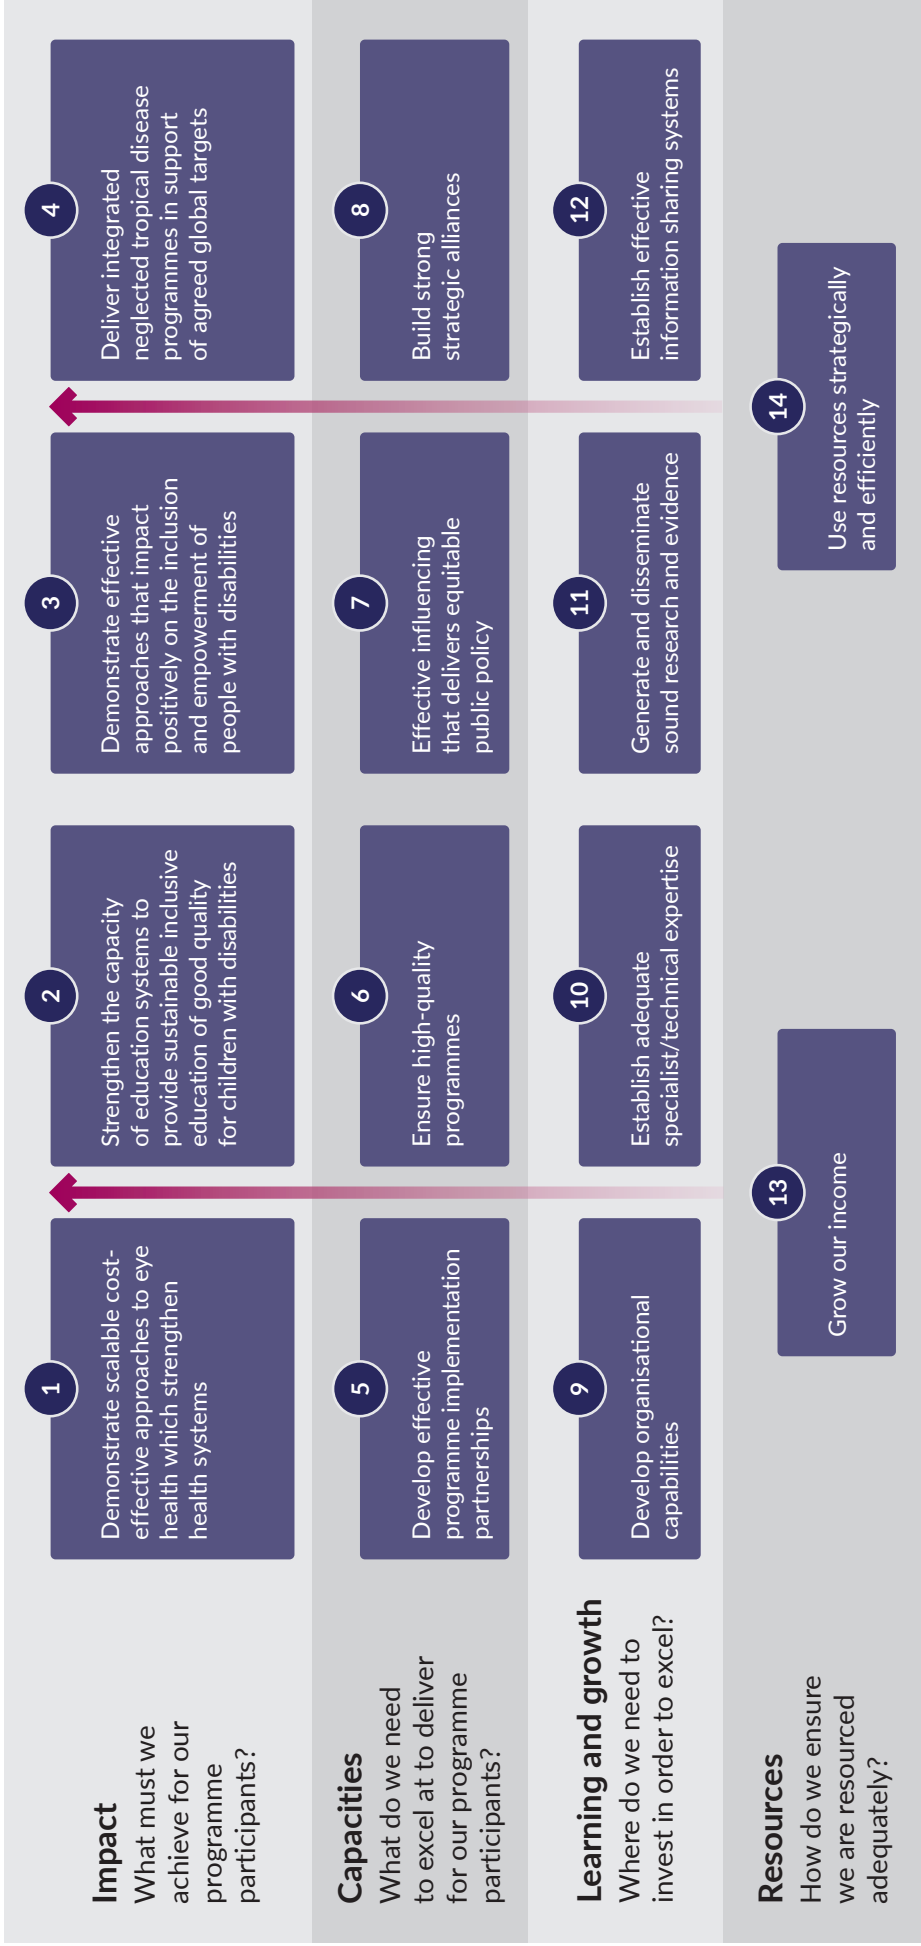 Impact
What must we
achieve for our
programme
participants?
1
Demonstrate scalable cost-
effective approaches to eye
health which strengthen
health systems
2
Strengthen the capacity
of education systems to
provide sustainable inclusive
education of good quality
for children with disabilities
3
Demonstrate effective
approaches that impact
positively on the inclusion
and empowerment of
people with disabilities
4
Deliver integrated
neglected tropical disease
programmes in support
of agreed global targets
Capacities
What do we need
to excel at to deliver
for our programme
participants?
5
Develop effective
programme implementation
partnerships
6
Ensure high-quality
programmes
7
Effective influencing
that delivers equitable
public policy
8
Build strong
strategic alliances
Learning and growth
Where do we need to
invest in order to excel?
9
Develop organisational
capabilities
10
Establish adequate
specialist/technical expertise
11
Generate and disseminate
sound research and evidence
12
Establish effective
information sharing systems
Resources
How do we ensure
we are resourced
adequately?
13
Grow our income
14
Use resources strategically
and efficiently